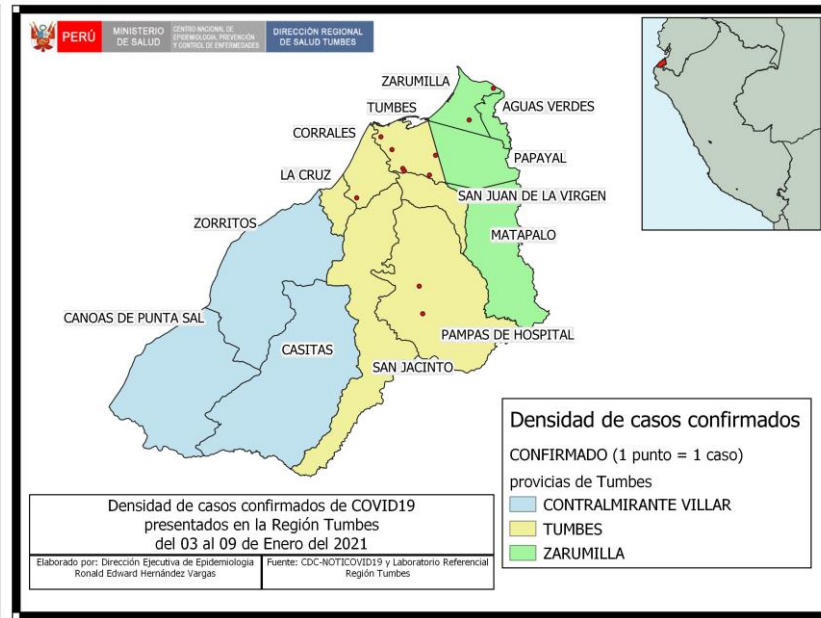 PERÚ
MINISTERIO
DE SALUD
CENTRO NACIONAL DE
EPIDEMIOLOGIA, PREVENCIÓN
Y CONTROL DE ENFERMEDADES
DIRECCIÓN REGIONAL
DE SALUD TUMBES
ZARUMILLA
TUMBES
AGUAS VERDES
CORRALES
PAPAYAL
LA CRUZ
SAN JUAN DE LA VIRGEN
ZORRITOS
MATAPALO
CANOAS DE PUNTA SAL
PAMPAS DE HOSPITAL
CASITAS
SAN JACINTO
Densidad de casos confirmados
CONFIRMADO (1 punto = 1 caso)
provicias de Tumbes
CONTRALMIRANTE VILLAR
TUMBES
ZARUMILLA
Densidad de casos confirmados de COVID19
presentados en la Región Tumbes
del 03 al 09 de Enero del 2021
Elaborado por: Dirección Ejecutiva de Epidemiologia
Ronald Edward Hernández Vargas
Fuente: CDC-NOTICOVID19 y Laboratorio Referencial
Región Tumbes